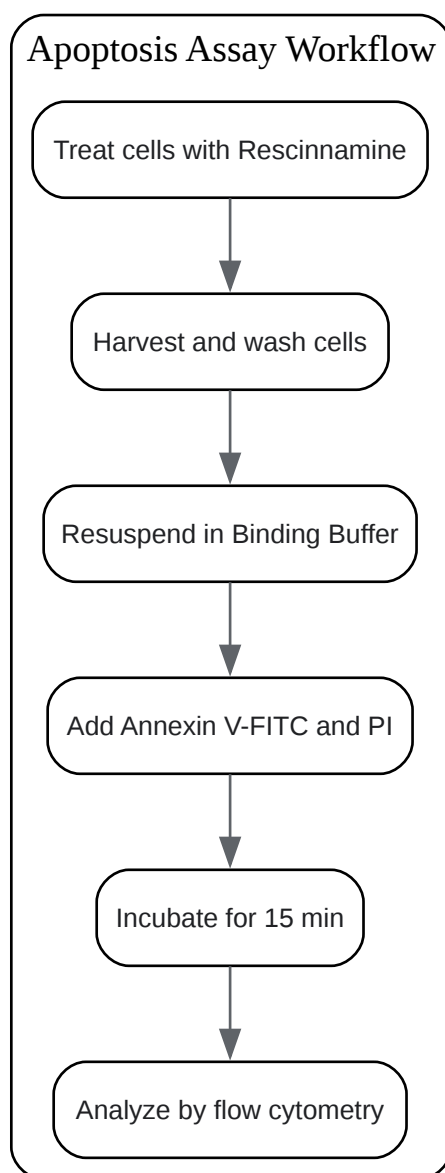 Apoptosis Assay Workflow
Treat cells with Rescinnamine
Harvest and wash cells
Resuspend in Binding Buffer
Add Annexin V-FITC and PI
Incubate for 15 min
Analyze by flow cytometry